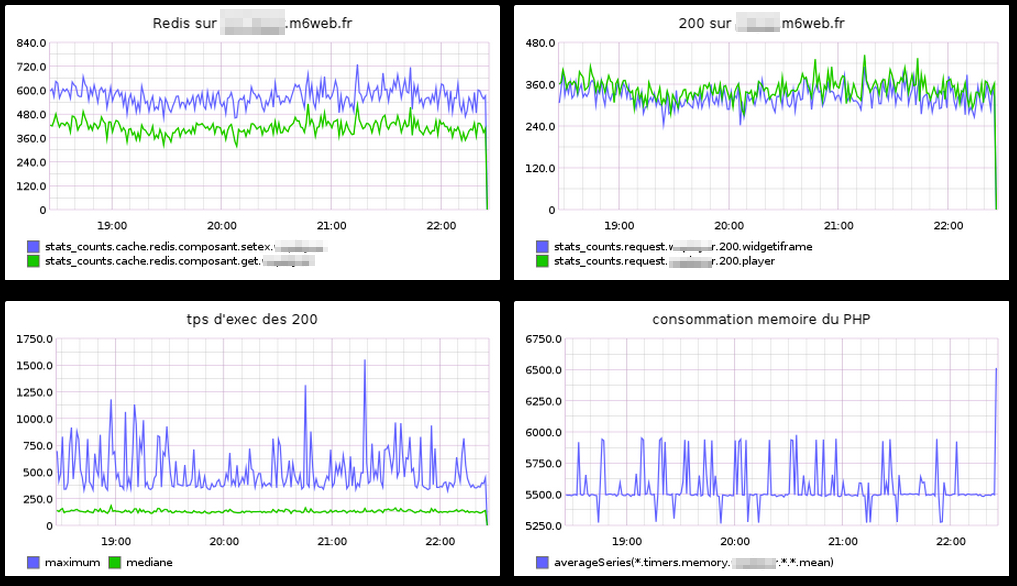 Redis sur .m6web.fr
840.0
720.0
600.0
480.0
360.0
240.0
120.0
0
19:00 20:00 21:00 22:00
stats_counts.cache.redis.composant.setex.
stats_counts.cache.redis.composant.get.
200 sur m6web.fr
480.0
360.0
240.0
120.0
0
19:00 20:00 21:00 22:00
stats_counts.request. r.200.widgetiframe
stats_counts.request. r.200.player
tps d'exec des 200
1750.0
1500.0
1250.0
1000.0
750.0
500.0
250.0
0
19:00 20:00 21:00 22:00
maximum mediane
consommation memoire du PHP
6750.0
6500.0
6250.0
6000.0
5750.0
5500.0
5250.0
19:00 20:00 21:00 22:00
averageSeries(*.timers.memory. .*.*.mean)